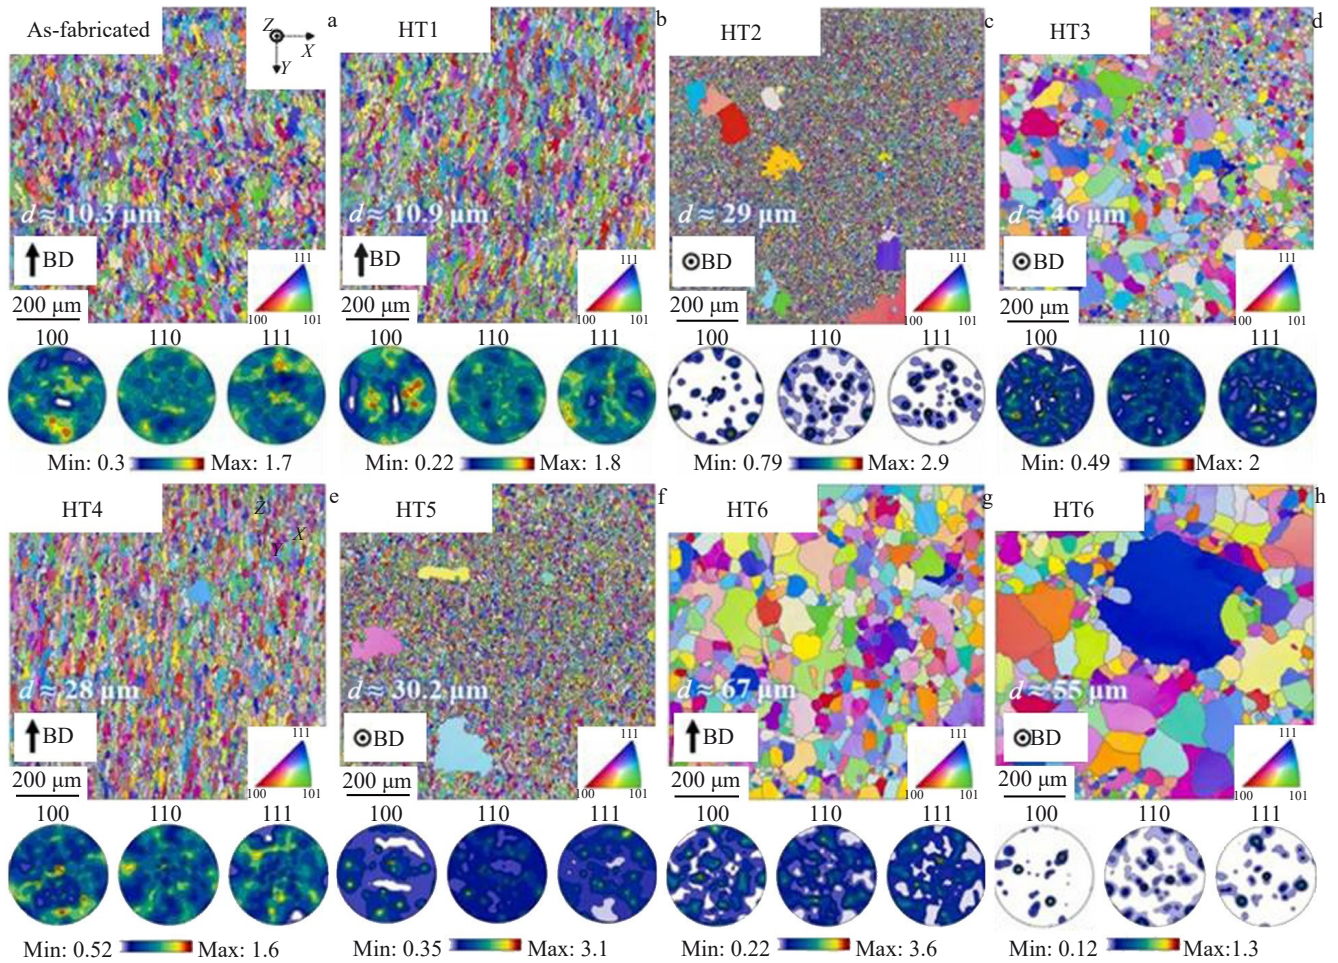 As-fabricated
Z
X
Y
a
d ≈ 10.3 μm
BD
111
100
101
200 μm
100 110 111
Min: 0.3 Max: 1.7
HT1
b
d ≈ 10.9 μm
BD
111
100
101
200 μm
100 110 111
Min: 0.22 Max: 1.8
HT2
c
d ≈ 29 μm
BD
111
100
101
200 μm
100 110 111
Min: 0.79 Max: 2.9
HT3
d
d ≈ 46 μm
BD
111
100
101
200 μm
100 110 111
Min: 0.49 Max: 2
HT4
Z
X
Y
e
d ≈ 28 μm
BD
111
100
101
200 μm
100 110 111
Min: 0.52 Max: 1.6
HT5
f
d ≈ 30.2 μm
BD
111
100
101
200 μm
100 110 111
Min: 0.35 Max: 3.1
HT6
g
d ≈ 67 μm
BD
111
100
101
200 μm
100 110 111
Min: 0.22 Max: 3.6
HT6
h
d ≈ 55 μm
BD
111
100
101
200 μm
100 110 111
Min: 0.12 Max:1.3